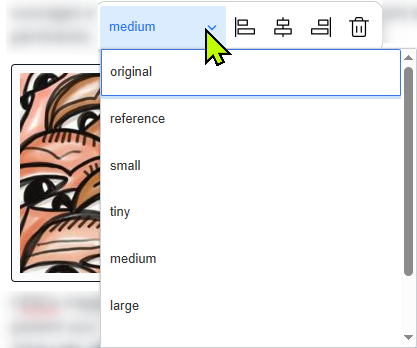 medium
original
reference
small
tiny
medium
large